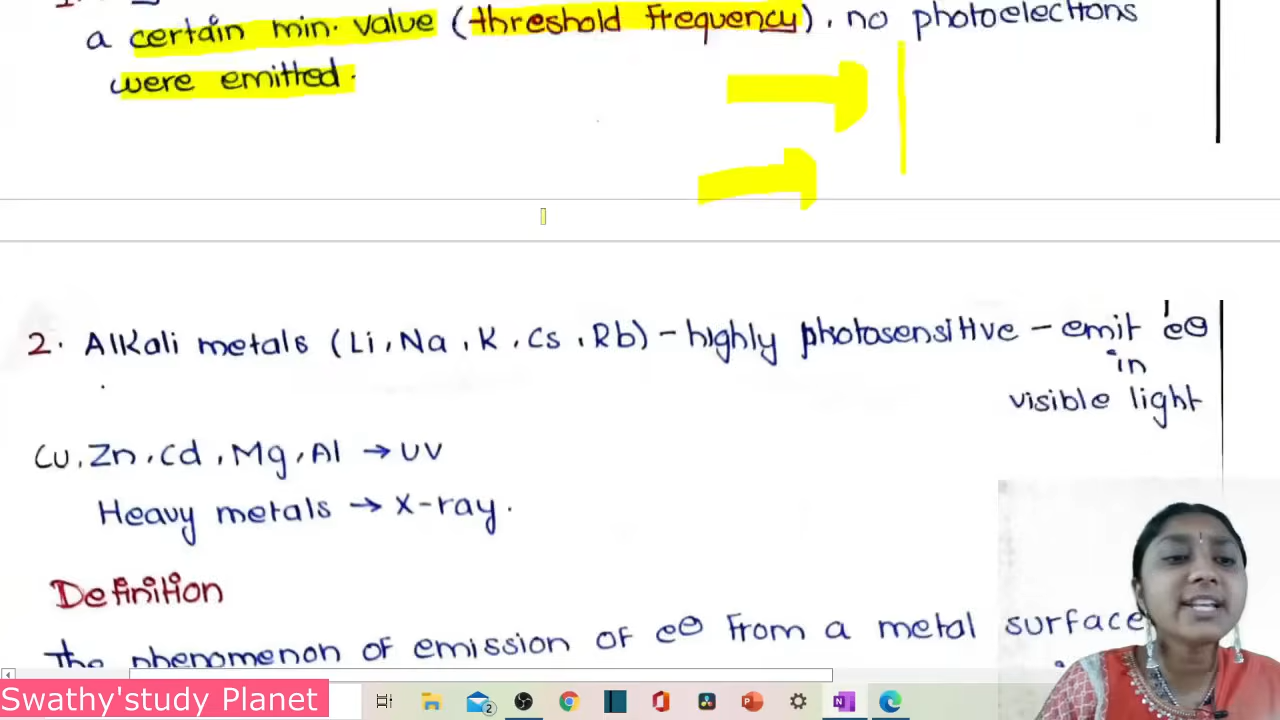 a certain min. value (threshold frequency), no photoelectrons
were emitted.
2. Alkali metals (Li, Na, K, Cs, Rb) - highly photosensitive - emit e⊖
in
visible light
Cu, Zn, Cd, Mg, Al → UV
Heavy metals → X-ray.
Definition
The phenomenon of emission of e⊖ from a metal surface
2
Swathy'study Planet